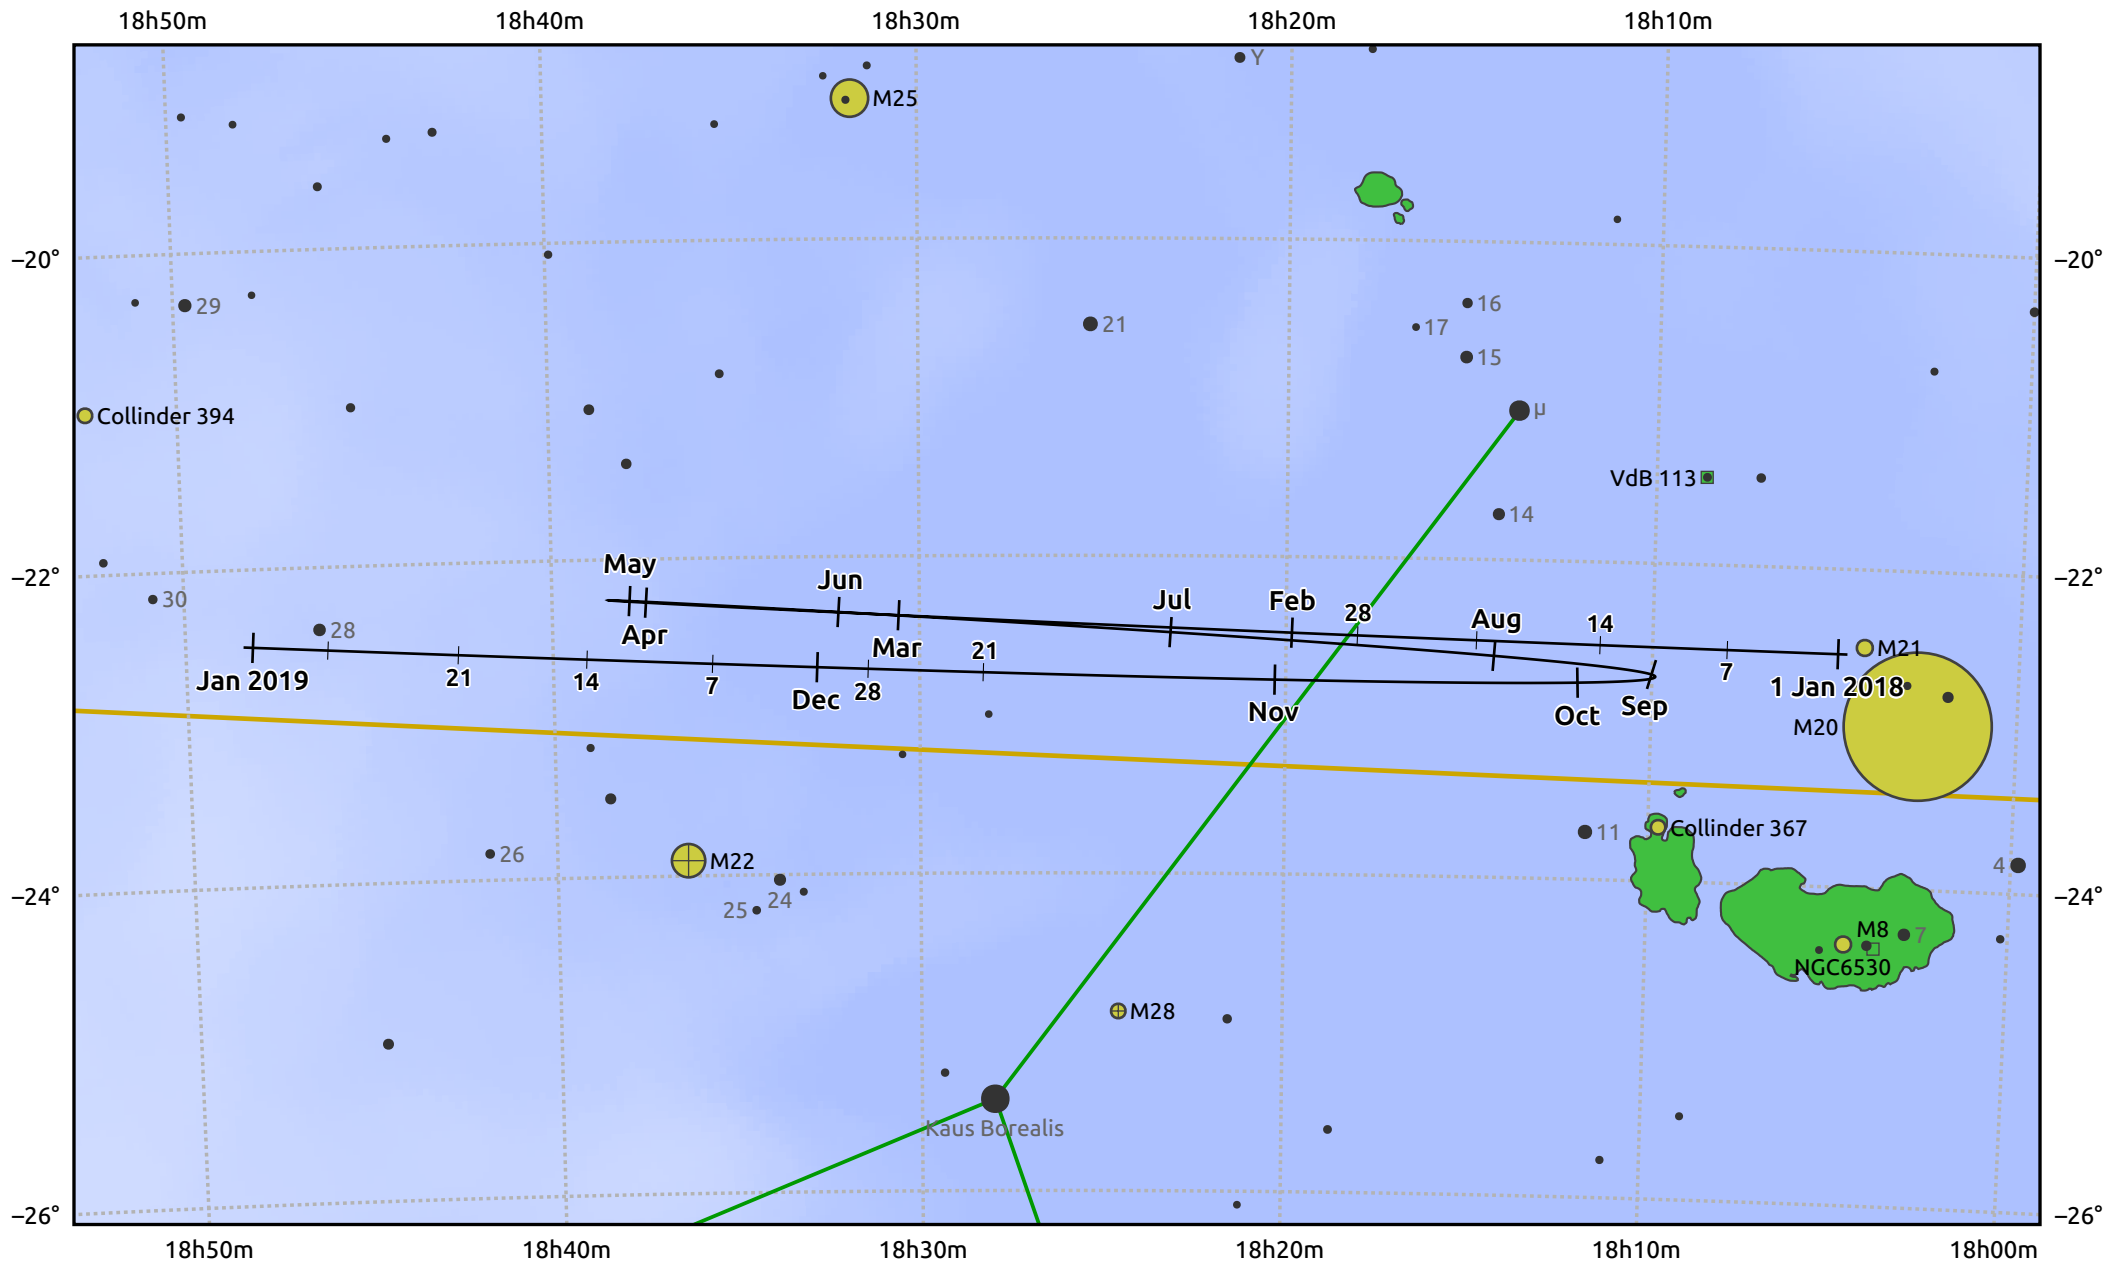 18h50m 18h40m 18h30m 18h20m 18h10m
Y
M25
−20° −20°
29
16
21
17
15
μ
Collinder 394
VdB 113
14
May
−22° −22°
Jun
30
Jul Feb
28
Aug
14
28
Apr
Mar
21
M21
Jan 2019
21
14
7
7
1 Jan 2018
Dec
28
Nov
Oct
Sep
M20
11
Collinder 367
26
M22
4
−24° −24°
24
25
M8
7
NGC6530
M28
Kaus Borealis
−26° −26°
18h50m 18h40m 18h30m 18h20m 18h10m 18h00m